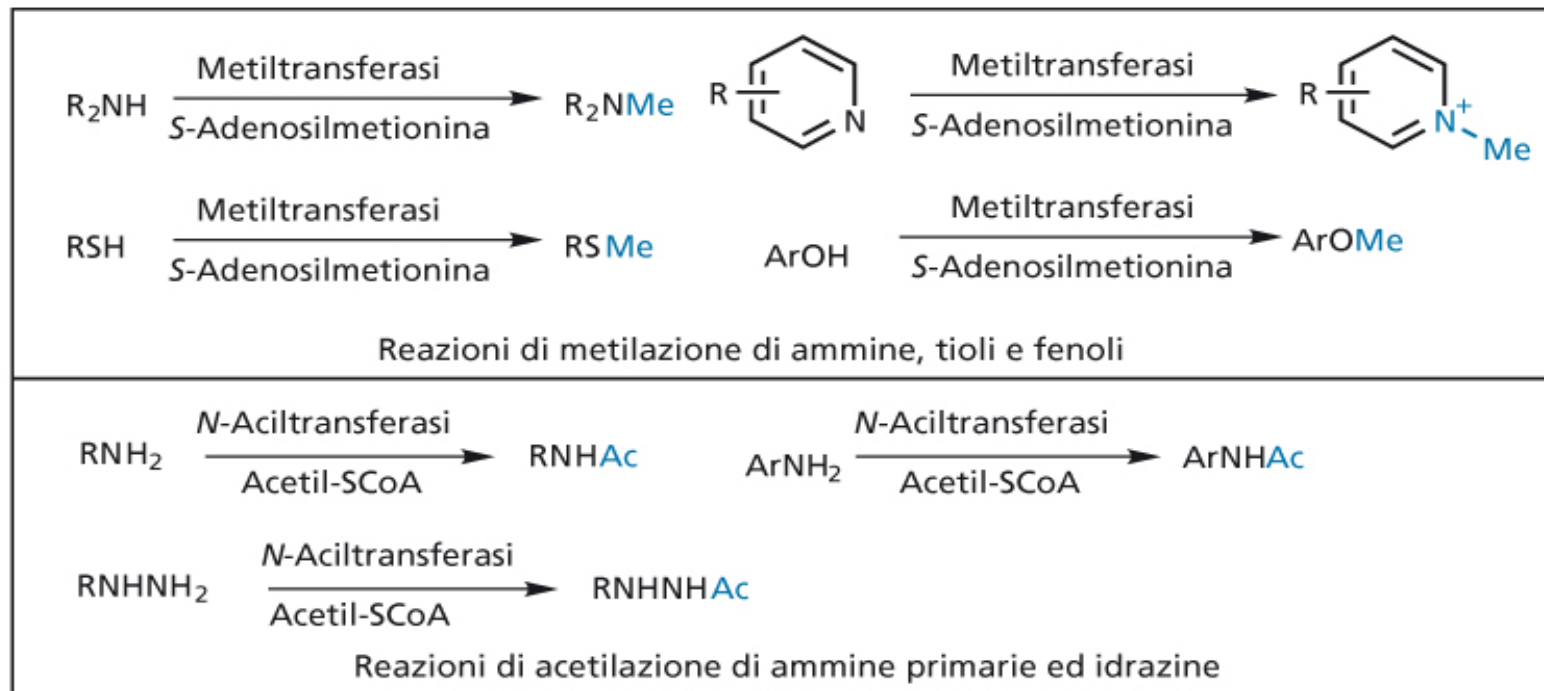 Metiltransferasi
R₂NH R₂NMe
S-Adenosilmetionina
Metiltransferasi
R N R N⁺ Me
S-Adenosilmetionina
Metiltransferasi
RSH RSMe
S-Adenosilmetionina
Metiltransferasi
ArOH ArOMe
S-Adenosilmetionina
Reazioni di metilazione di ammine, tioli e fenoli
N-Aciltransferasi
RNH₂ RNHAc
Acetil-SCoA
N-Aciltransferasi
ArNH₂ ArNHAc
Acetil-SCoA
N-Aciltransferasi
RNHNH₂ RNHNHAc
Acetil-SCoA
Reazioni di acetilazione di ammine primarie ed idrazine